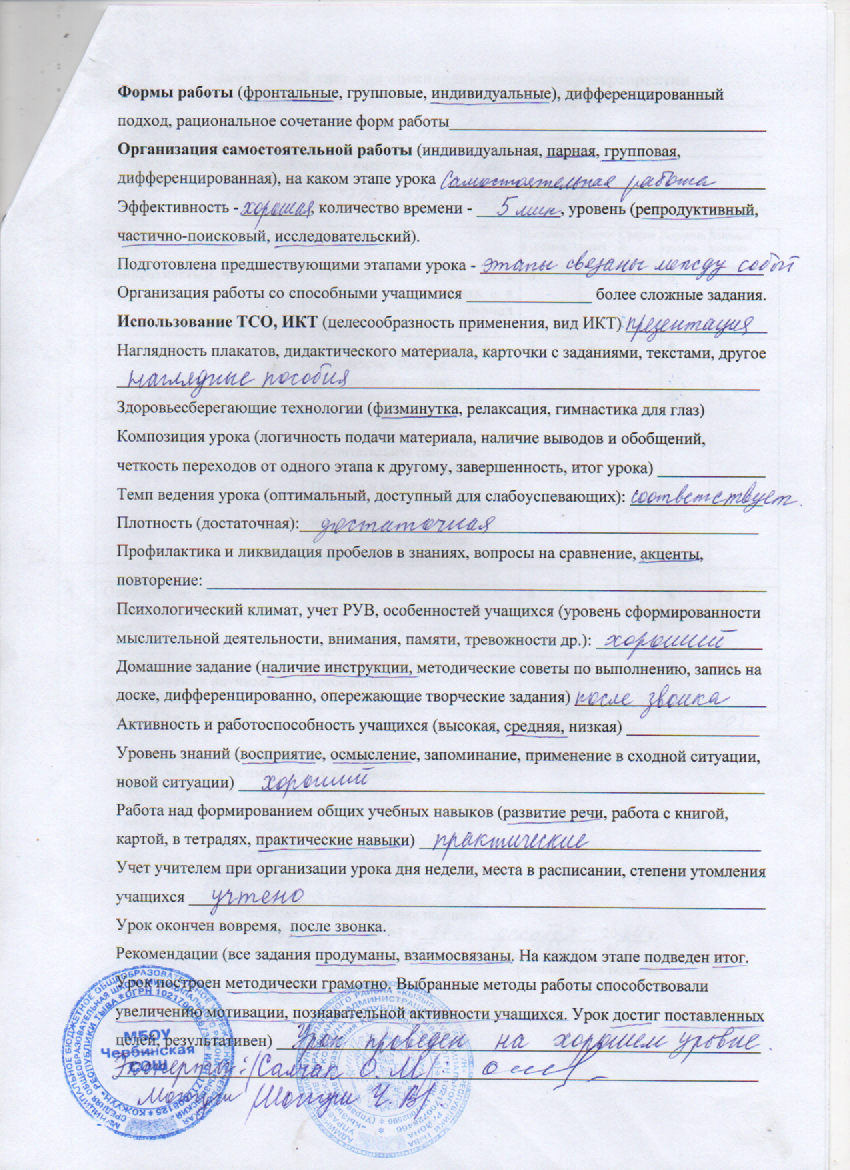 Формы работы (фронтальные, групповые, индивидуальные), дифференцированный
подход, рациональное сочетание форм работы
Организация самостоятельной работы (индивидуальная, парная, групповая,
дифференцированная), на каком этапе урока Самостоятельная работа
Эффективность - хорошая, количество времени - 5 мин, уровень (репродуктивный,
частично-поисковый, исследовательский).
Подготовлена предшествующими этапами урока - этапы связаны между собой
Организация работы со способными учащимися ________________ более сложные задания.
Использование ТСО, ИКТ (целесообразность применения, вид ИКТ) презентация
Наглядность плакатов, дидактического материала, карточки с заданиями, текстами, другое
наглядные пособия
Здоровьесберегающие технологии (физминутка, релаксация, гимнастика для глаз)
Композиция урока (логичность подачи материала, наличие выводов и обобщений,
четкость переходов от одного этапа к другому, завершенность, итог урока)
Темп ведения урока (оптимальный, доступный для слабоуспевающих): соответствует.
Плотность (достаточная): достаточная
Профилактика и ликвидация пробелов в знаниях, вопросы на сравнение, акценты,
повторение:
Психологический климат, учет РУВ, особенностей учащихся (уровень сформированности
мыслительной деятельности, внимания, памяти, тревожности др.): хороший
Домашние задание (наличие инструкции, методические советы по выполнению, запись на
доске, дифференцированно, опережающие творческие задания) после звонка
Активность и работоспособность учащихся (высокая, средняя, низкая)
Уровень знаний (восприятие, осмысление, запоминание, применение в сходной ситуации,
новой ситуации) хороший
Работа над формированием общих учебных навыков (развитие речи, работа с книгой,
картой, в тетрадях, практические навыки) практические
Учет учителем при организации урока дня недели, места в расписании, степени утомления
учащихся учтено
Урок окончен вовремя, после звонка.
Рекомендации (все задания продуманы, взаимосвязаны. На каждом этапе подведен итог.
Урок построен методически грамотно. Выбранные методы работы способствовали
увеличению мотивации, познавательной активности учащихся. Урок достиг поставленных
целей, результативен) Урок проведен на хорошем уровне.
Эксперты: /Салчак О. М/
МБОУ
Чербинская
СОШ